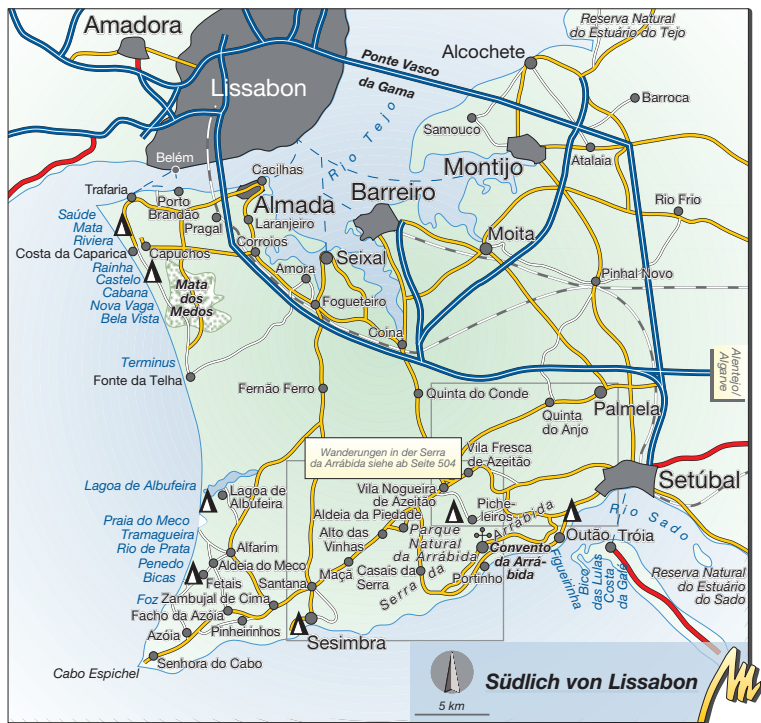 Amadora
Lissabon
Ponte Vasco
da Gama
Alcochete
Reserva Natural
do Estuário do Tejo
Barroca
Samouco
Montijo
Atalaia
Rio Tejo
Belém
Cacilhas
Trafaria
Porto
Brandão
Pragal
Almada
Laranjeiro
Barreiro
Rio Frio
Saúde
Mata
Riviera
Costa da Caparica
Capuchos
Corroios
Moita
Seixal
Amora
Pinhal Novo
Rainha
Castelo
Cabana
Nova Vaga
Bela Vista
Mata
dos
Medos
Fogueteiro
Coina
Terminus
Fonte da Telha
Fernão Ferro
Quinta do Conde
Alentejo/
Algarve
Palmela
Quinta
do Anjo
Wanderungen in der Serra
da Arrábida siehe ab Seite 504
Vila Fresca
de Azeitão
Setúbal
Lagoa de Albufeira
Lagoa de
Albufeira
Vila Nogueira
de Azeitão
Piche-
leiros
Aldeia da Piedade
Rio Sado
Praia do Meco
Tramagueira
Rio de Prata
Penedo
Bicas
Alfarim
Aldeia do Meco
Fetais
Alto das
Vinhas
Parque
Natural
da Arrábida
Serra da Arrábida
Convento
da Arrá-
bida
Outão
Tróia
Maçã
Casais da
Serra
Portinho
Figueirinha
Bico
das Lulas
Costa
da Galé
Reserva Natural
do Estuário
do Sado
Santana
Foz
Zambujal de Cima
Facho da Azóia
Pinheirinhos
Azóia
Sesimbra
Senhora do Cabo
Cabo Espichel
Südlich von Lissabon
5 km